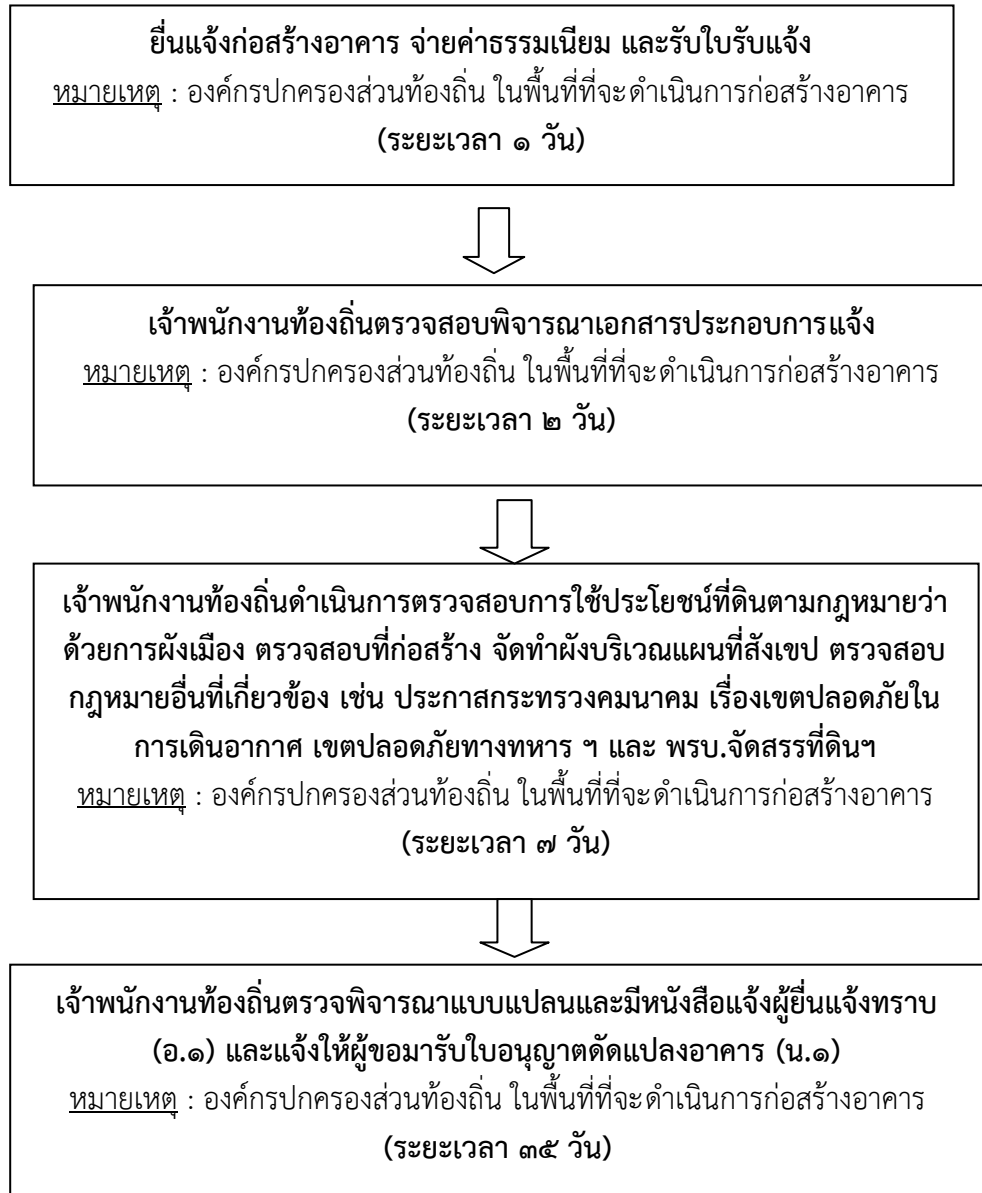 ยื่นแจ้งก่อสร้างอาคาร จ่ายค่าธรรมเนียม และรับใบรับแจ้ง
หมายเหตุ : องค์กรปกครองส่วนท้องถิ่น ในพื้นที่ที่จะดำเนินการก่อสร้างอาคาร
(ระยะเวลา ๑ วัน)
เจ้าพนักงานท้องถิ่นตรวจสอบพิจารณาเอกสารประกอบการแจ้ง
หมายเหตุ : องค์กรปกครองส่วนท้องถิ่น ในพื้นที่ที่จะดำเนินการก่อสร้างอาคาร
(ระยะเวลา ๒ วัน)
เจ้าพนักงานท้องถิ่นดำเนินการตรวจสอบการใช้ประโยชน์ที่ดินตามกฎหมายว่า
ด้วยการผังเมือง ตรวจสอบที่ก่อสร้าง จัดทำผังบริเวณแผนที่สังเขป ตรวจสอบ
กฎหมายอื่นที่เกี่ยวข้อง เช่น ประกาศกระทรวงคมนาคม เรื่องเขตปลอดภัยใน
การเดินอากาศ เขตปลอดภัยทางทหาร ฯ และ พรบ.จัดสรรที่ดินฯ
หมายเหตุ : องค์กรปกครองส่วนท้องถิ่น ในพื้นที่ที่จะดำเนินการก่อสร้างอาคาร
(ระยะเวลา ๗ วัน)
เจ้าพนักงานท้องถิ่นตรวจพิจารณาแบบแปลนและมีหนังสือแจ้งผู้ยื่นแจ้งทราบ
(อ.๑) และแจ้งให้ผู้ขอมารับใบอนุญาตดัดแปลงอาคาร (น.๑)
หมายเหตุ : องค์กรปกครองส่วนท้องถิ่น ในพื้นที่ที่จะดำเนินการก่อสร้างอาคาร
(ระยะเวลา ๓๕ วัน)